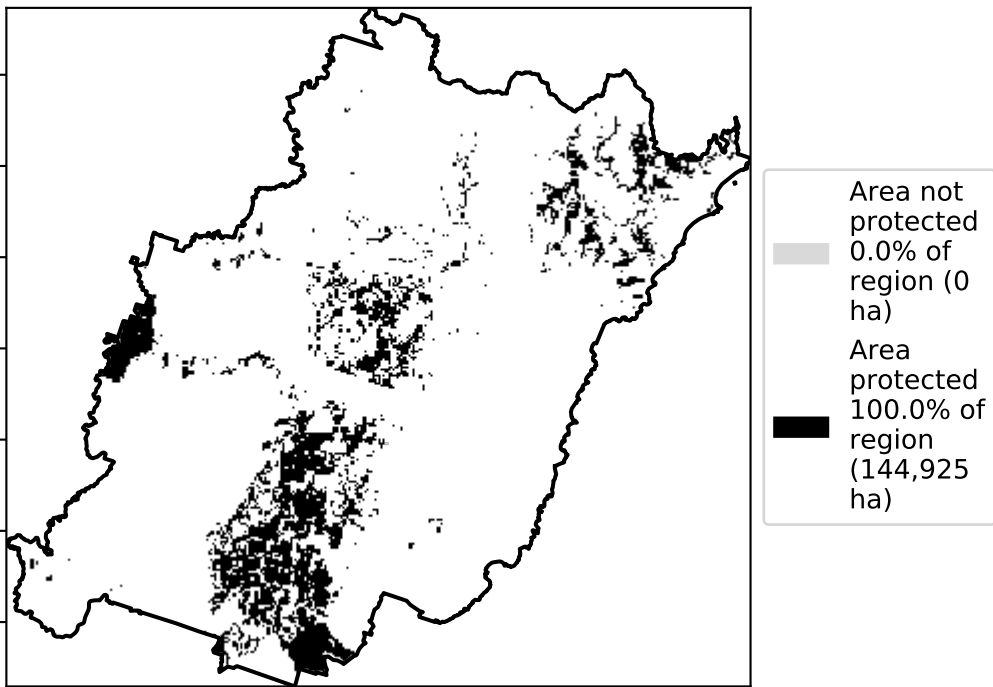 Area not
protected
0.0% of
region (0
ha)
Area
protected
100.0% of
region
(144,925
ha)